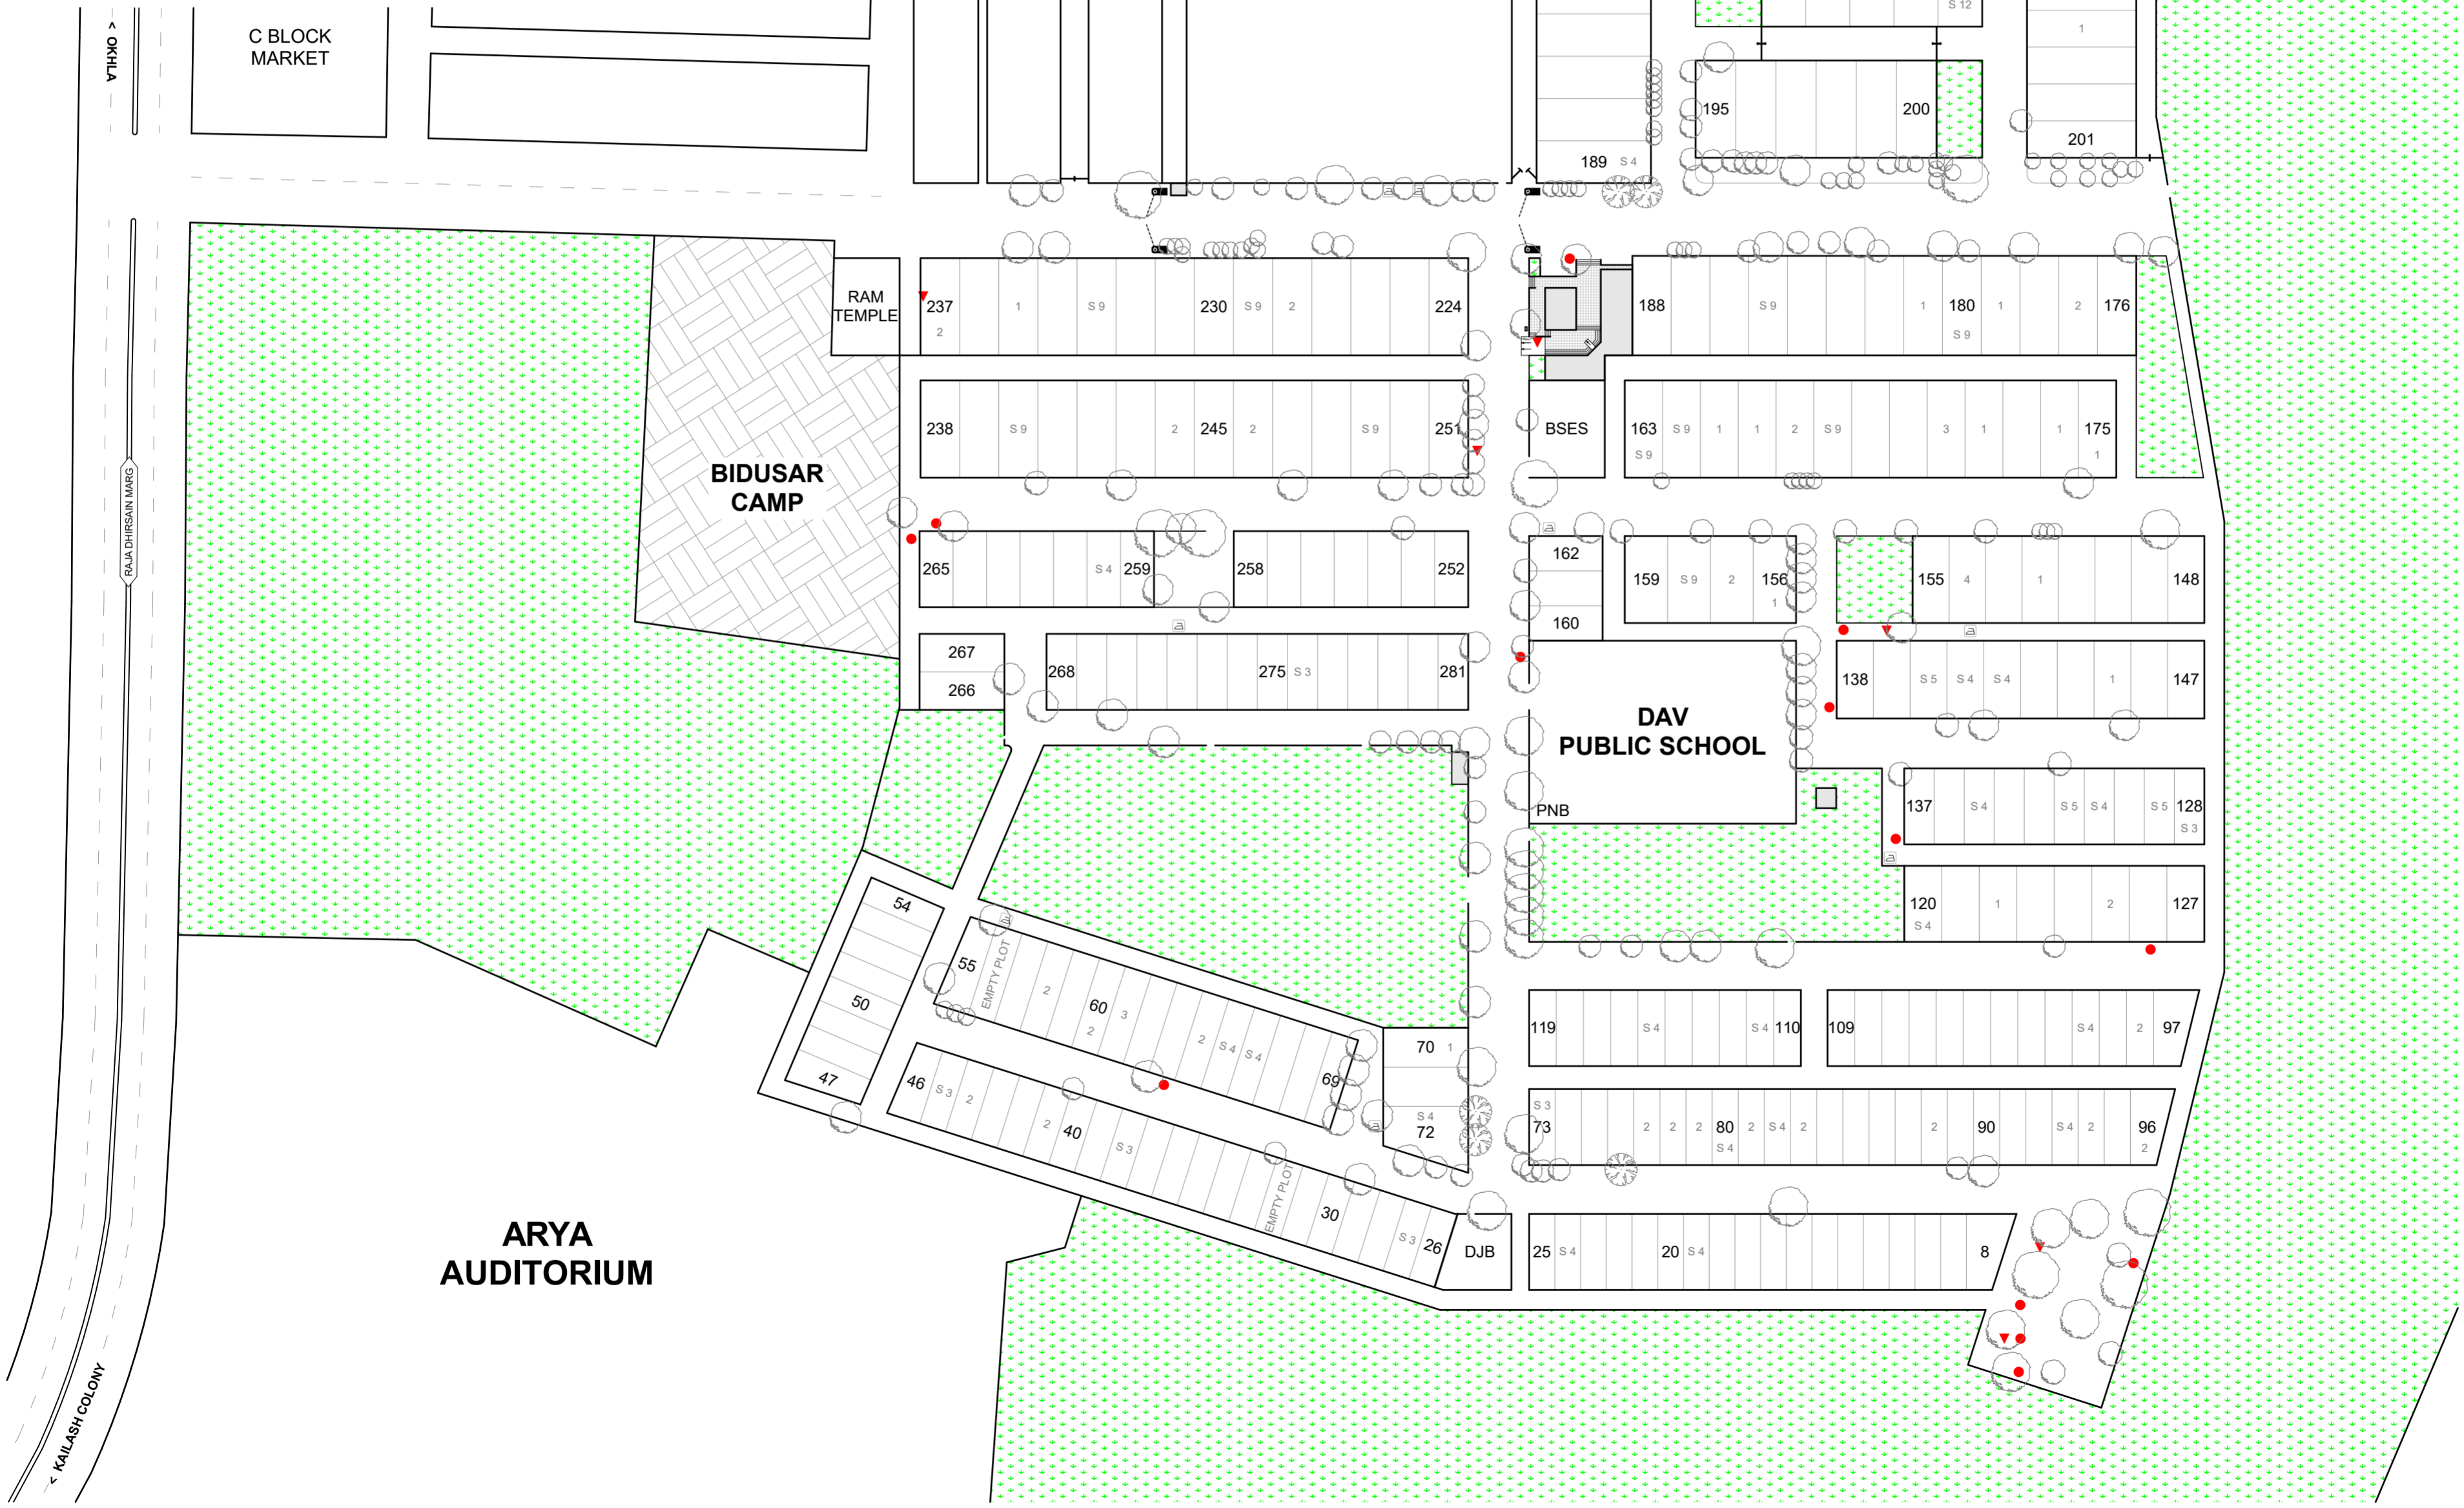 < OKHLA
C BLOCK
MARKET
S 12
1
195
200
201
189 S 4
RAM
TEMPLE
237 1 S 9 230 S 9 2 224
2
188 S 9 1 180 1 2 176
S 9
238 S 9 2 245 2 S 9 251
BSES
163 S 9 1 1 2 S 9 3 1 1 175
S 9
1
RAJA DHIRSAIN MARG
BIDUSAR
CAMP
265 S 4 259
258 252
162
160
159 S 9 2 156
1
155 4 1 148
267
266
268 275 S 3 281
138 S 5 S 4 S 4 1 147
DAV
PUBLIC SCHOOL
PNB
137 S 4 S 5 S 4 S 5 128
S 3
120 1 2 127
S 4
54
50
47
55 EMPTY PLOT 2 60 3 2 S 4 S 4 69
2
70 1
S 4
72
119 S 4 S 4 110
109 S 4 2 97
46 S 3 2 2 40 S 3 EMPTY PLOT 30 S 3 26
S 3
73 2 2 2 80 2 S 4 2 2 90 S 4 2 96
S 4
2
DJB
25 S 4 20 S 4 8
ARYA
AUDITORIUM
< KAILASH COLONY